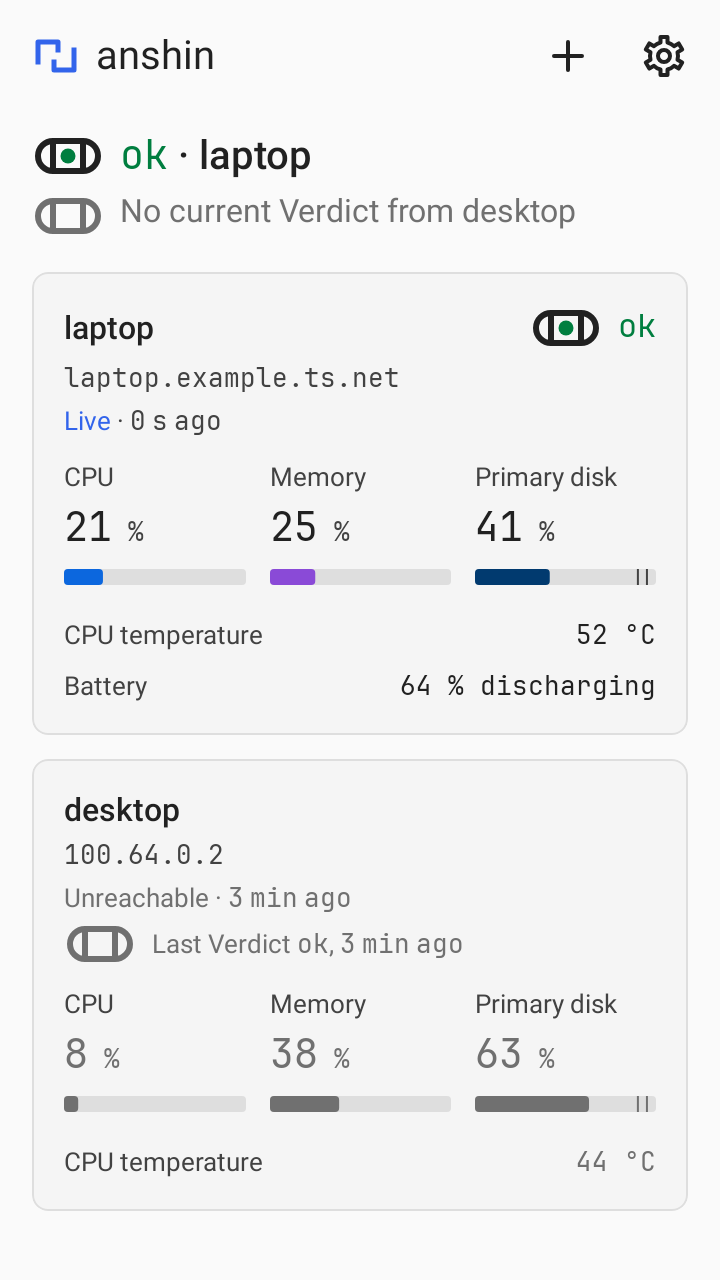 anshin
ok · laptop
No current Verdict from desktop
laptop ok
laptop.example.ts.net
Live · 0 s ago
CPU Memory Primary disk
21 % 25 % 41 %
CPU temperature 52 °C
Battery 64 % discharging
desktop
100.64.0.2
Unreachable · 3 min ago
Last Verdict ok, 3 min ago
CPU Memory Primary disk
8 % 38 % 63 %
CPU temperature 44 °C